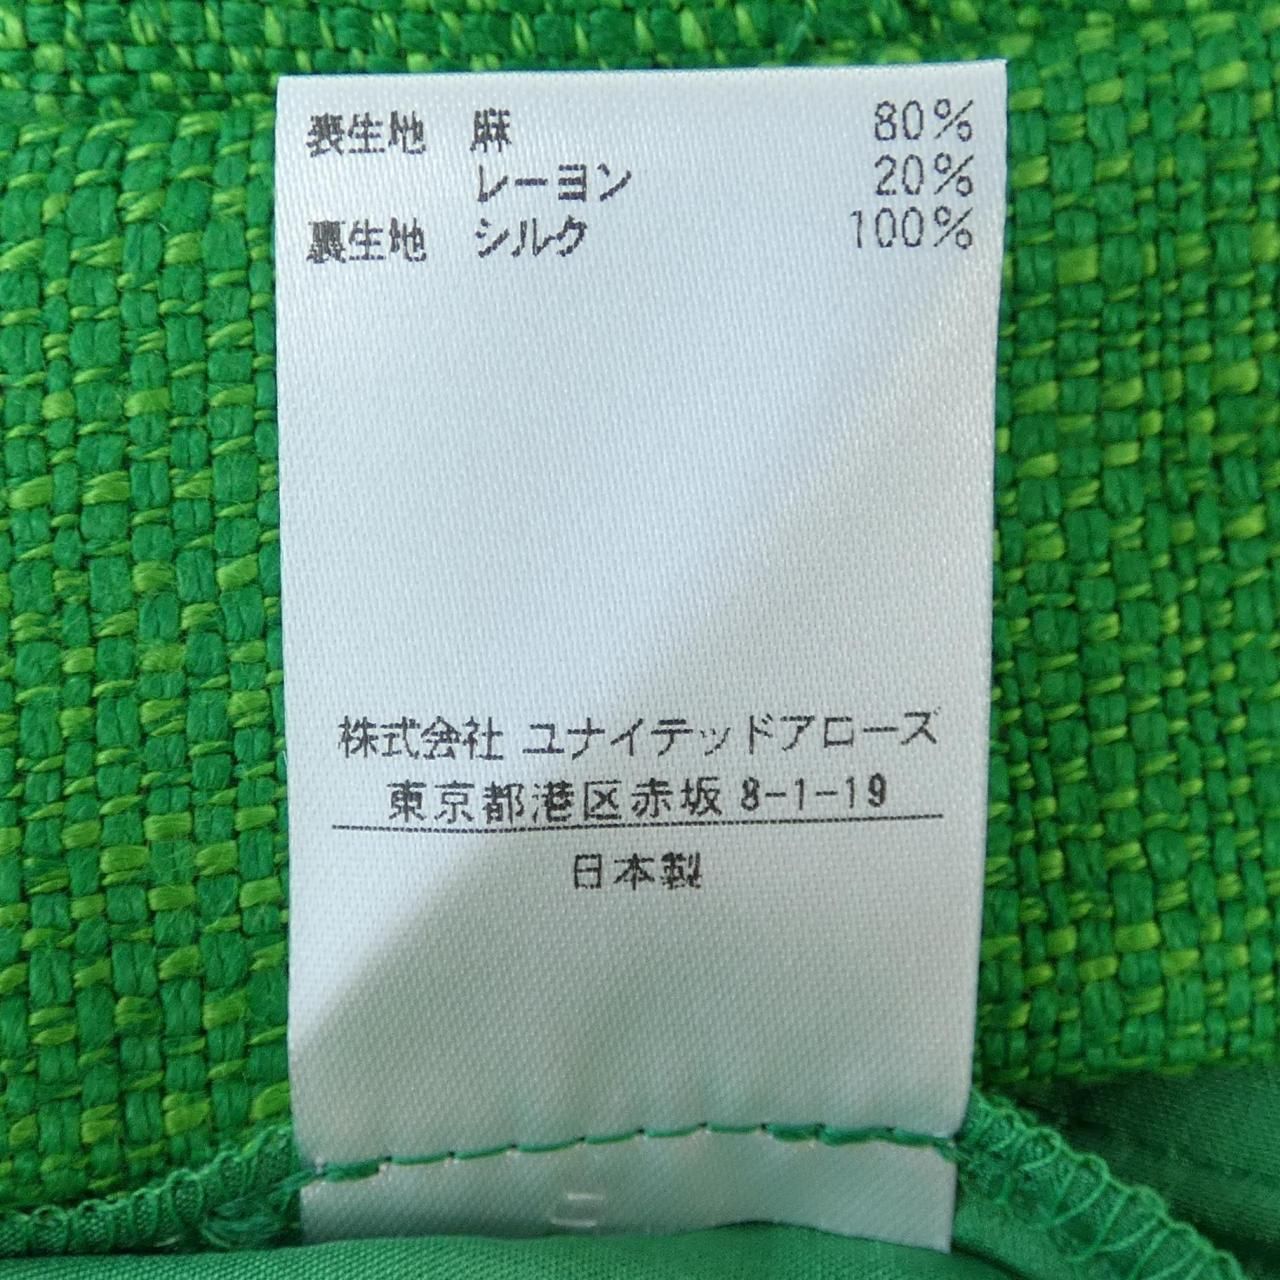 表生地 麻 80%
レーヨン 20%
裏生地 シルク 100%
株式会社 ユナイテッドアローズ
東京都港区赤坂 8-1-19
日本製